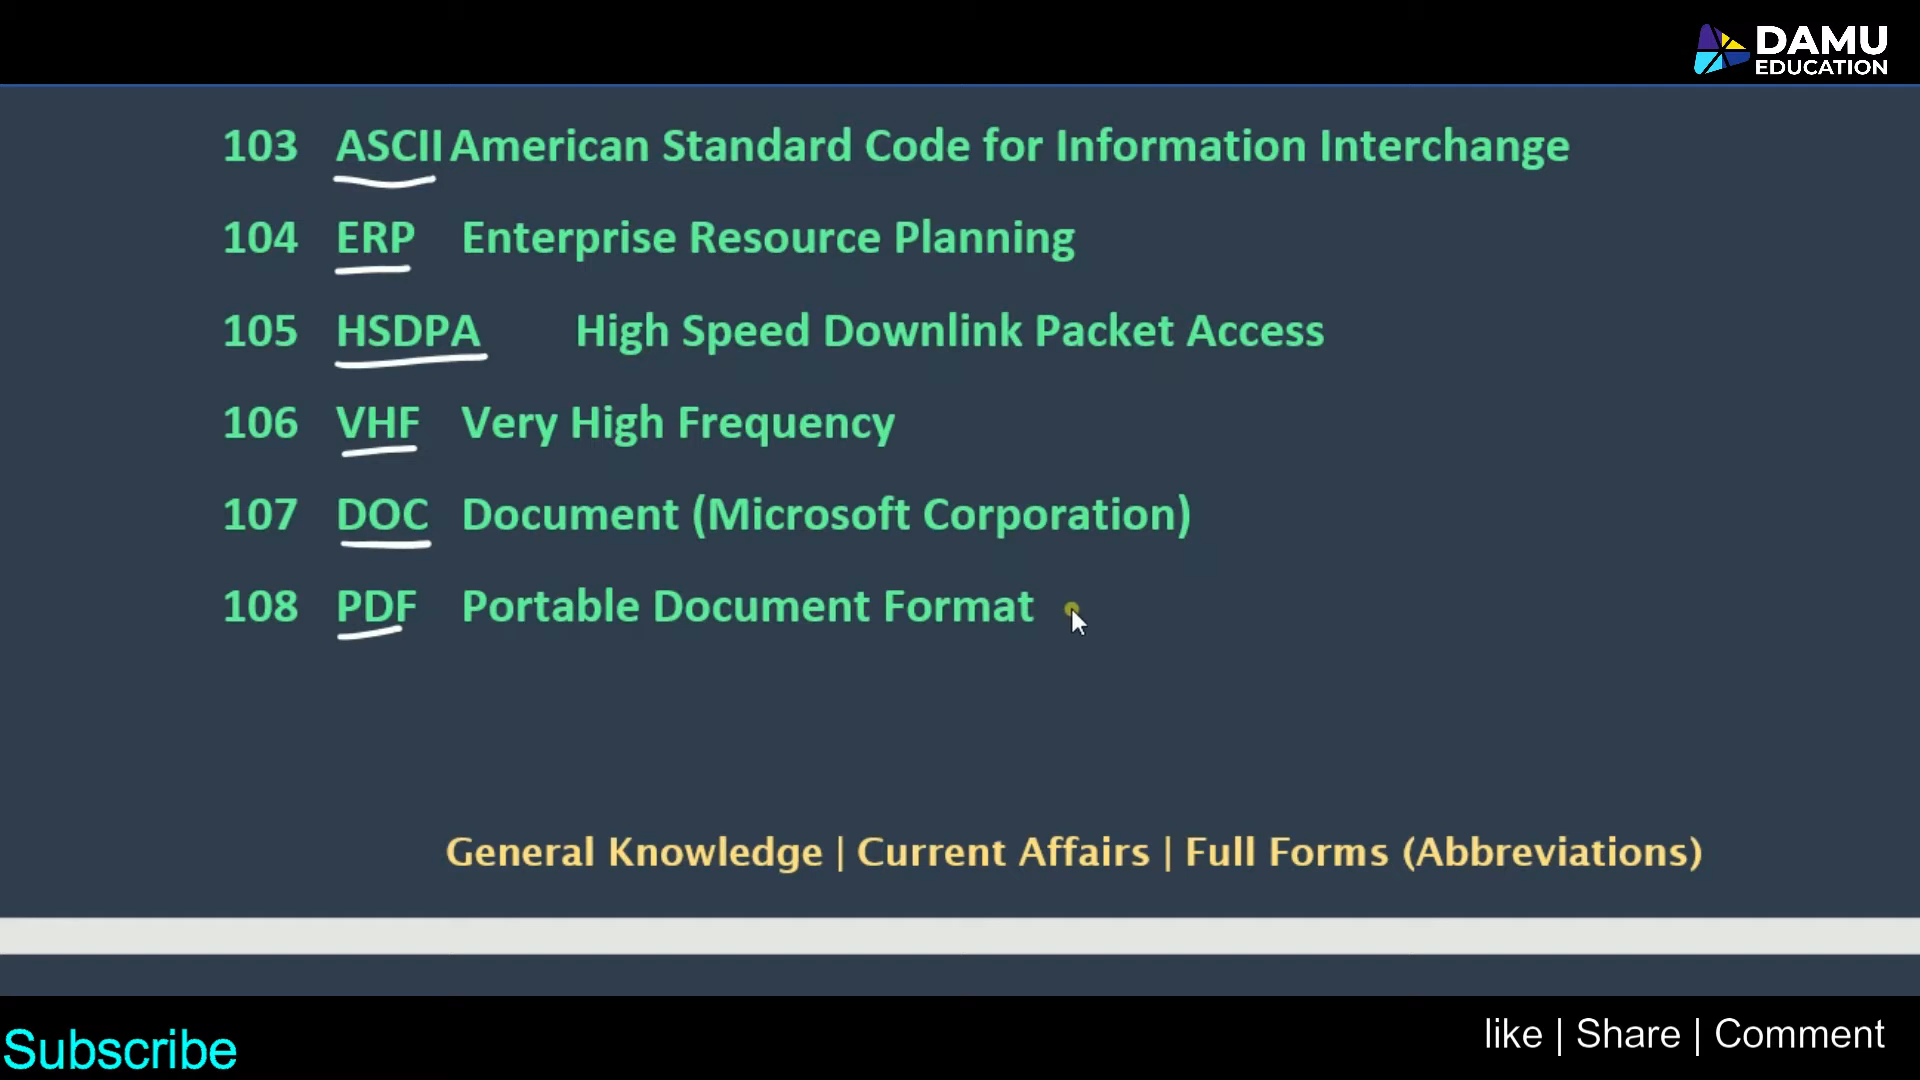 DAMU
EDUCATION
103 ASCII American Standard Code for Information Interchange
104 ERP Enterprise Resource Planning
105 HSDPA High Speed Downlink Packet Access
106 VHF Very High Frequency
107 DOC Document (Microsoft Corporation)
108 PDF Portable Document Format
General Knowledge | Current Affairs | Full Forms (Abbreviations)
Subscribe
like | Share | Comment